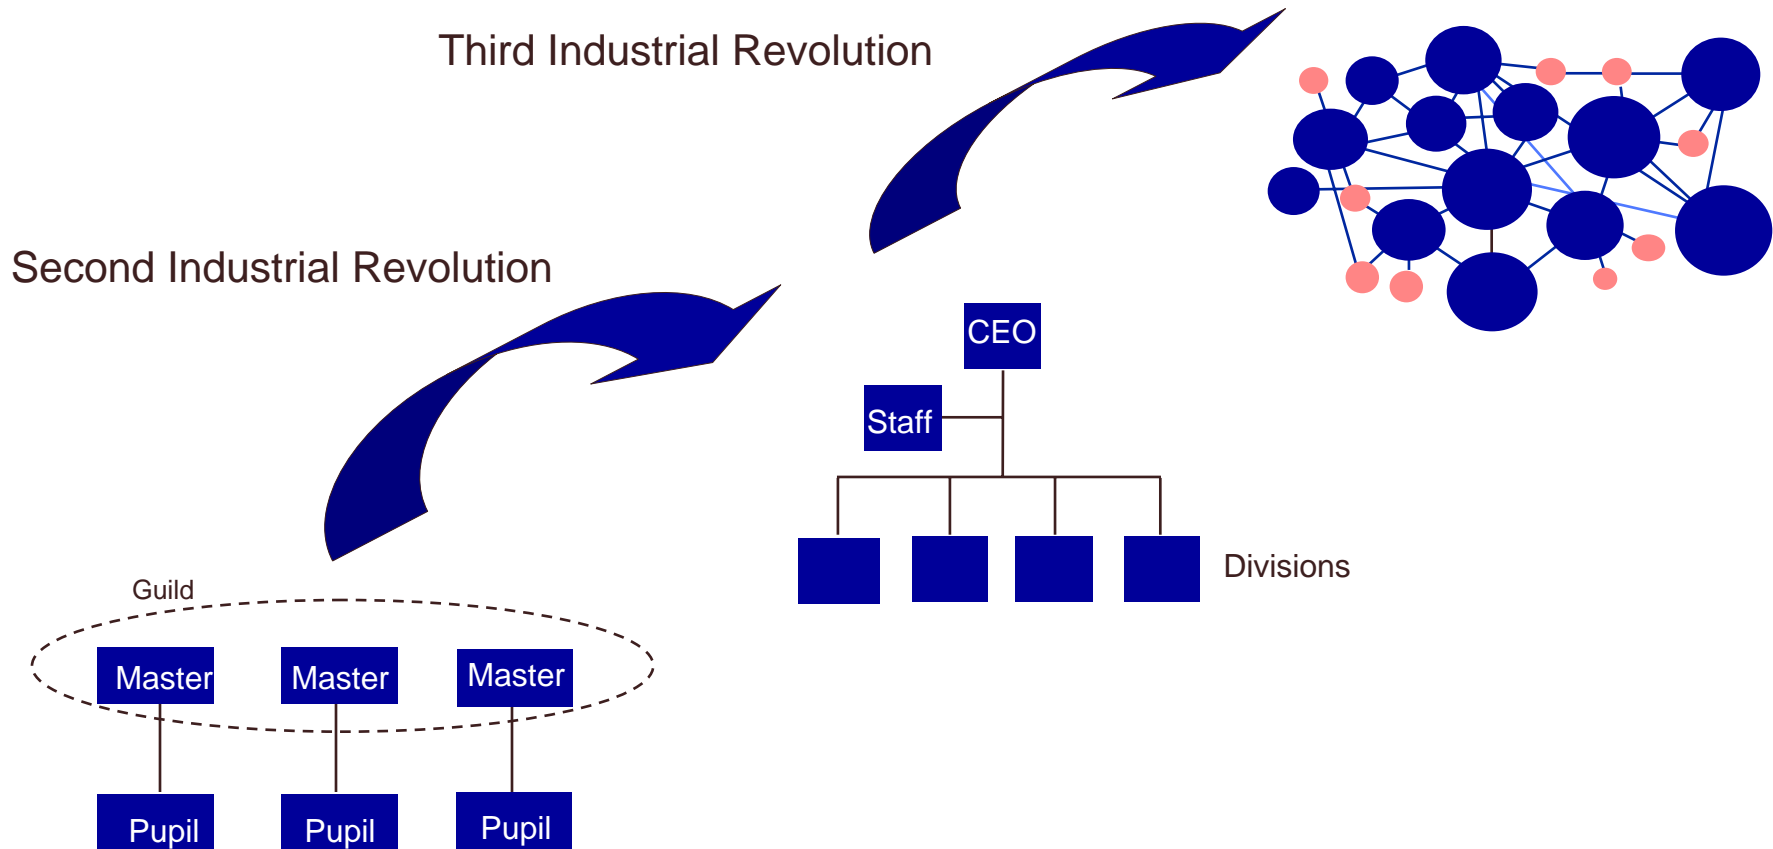 Third Industrial Revolution
Second Industrial Revolution
CEO
Staff
Divisions
Guild
Master Master Master
Pupil Pupil Pupil